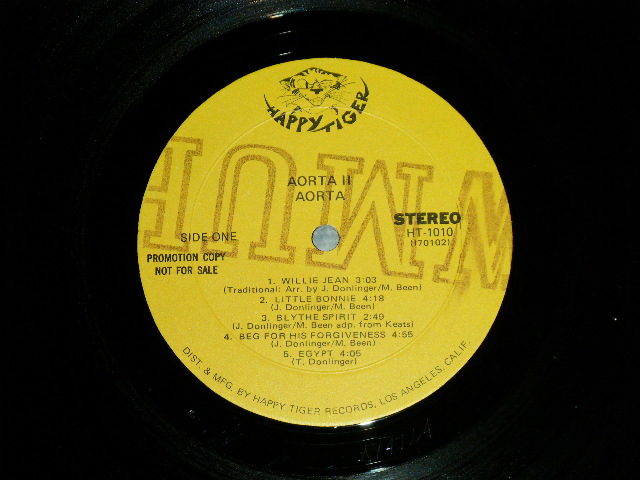 HAPPY TIGER
AORTA II
AORTA
STEREO
SIDE ONE
HT-1010
(170102)
PROMOTION COPY
NOT FOR SALE
1. WILLIE JEAN 3:03
(Traditional: Arr. by J. Donlinger/M. Been)
2. LITTLE BONNIE 4:18
(J. Donlinger/M. Been)
3. BLYTHE SPIRIT 2:49
(J. Donlinger/M. Been adp. from Keats)
4. BEG FOR HIS FORGIVENESS 4:55
(J. Donlinger/M. Been)
5. EGYPT 4:05
(T. Donlinger)
DIST. & MFG. BY HAPPY TIGER RECORDS, LOS ANGELES, CALIF.